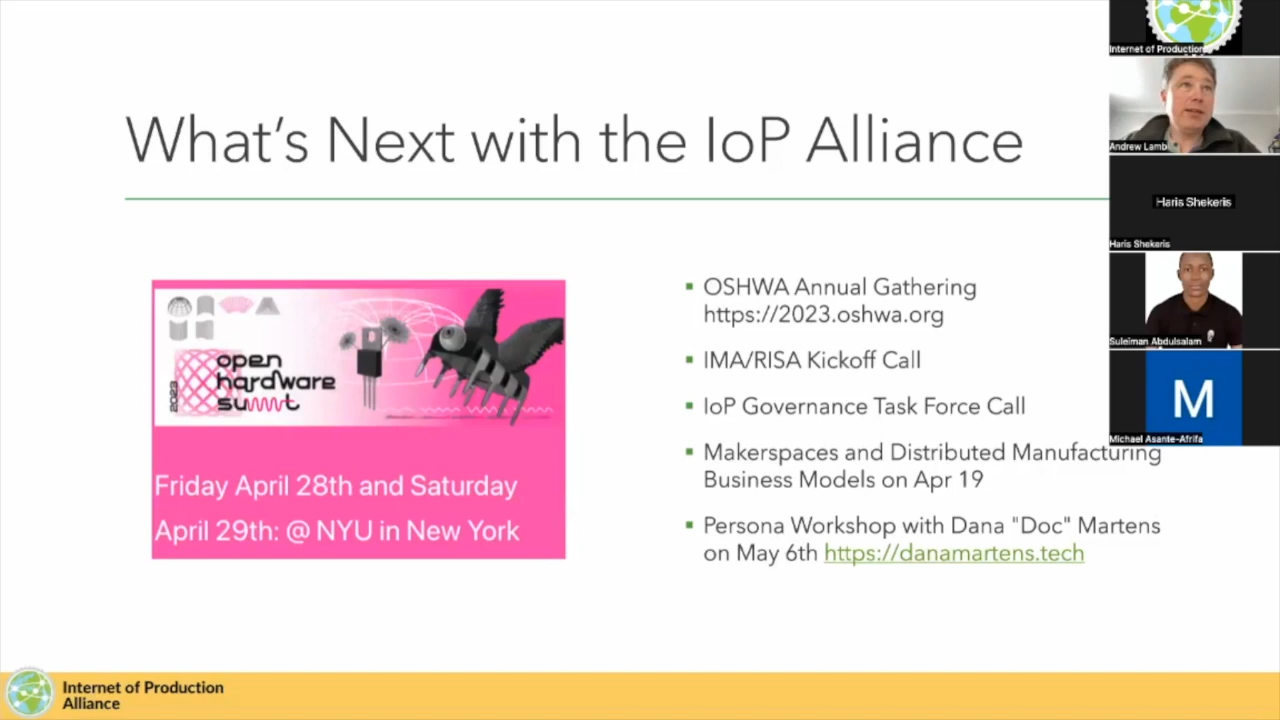 What's Next with the IoP Alliance
2023
open
hardware
summit
Friday April 28th and Saturday
April 29th: @ NYU in New York
OSHWA Annual Gathering
https://2023.oshwa.org
IMA/RISA Kickoff Call
IoP Governance Task Force Call
Makerspaces and Distributed Manufacturing
Business Models on Apr 19
Persona Workshop with Dana "Doc" Martens
on May 6th https://danamartens.tech
Internet of Production
Andrew Lamb
Haris Shekeris
Haris Shekeris
Suleiman Abdulsalam
M
Michael Asante-Afrifa
Internet of Production
Alliance